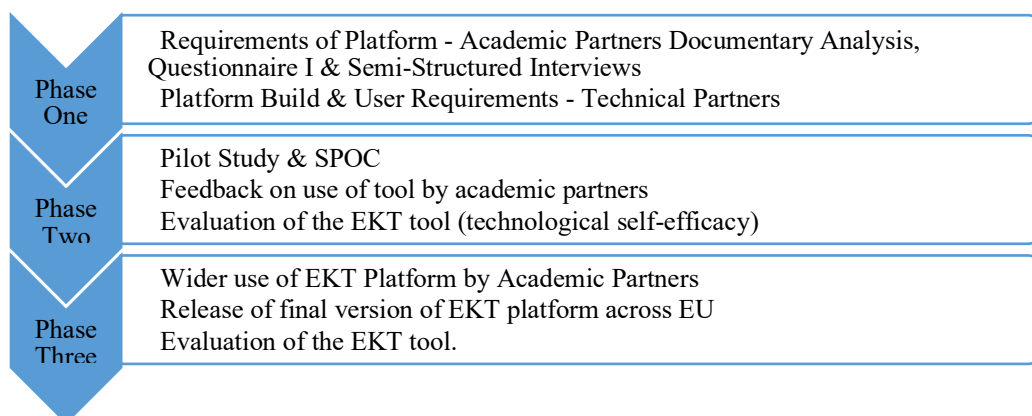 Phase
One
Requirements of Platform - Academic Partners Documentary Analysis,
Questionnaire I & Semi-Structured Interviews
Platform Build & User Requirements - Technical Partners
Phase
Two
Pilot Study & SPOC
Feedback on use of tool by academic partners
Evaluation of the EKT tool (technological self-efficacy)
Phase
Three
Wider use of EKT Platform by Academic Partners
Release of final version of EKT platform across EU
Evaluation of the EKT tool.